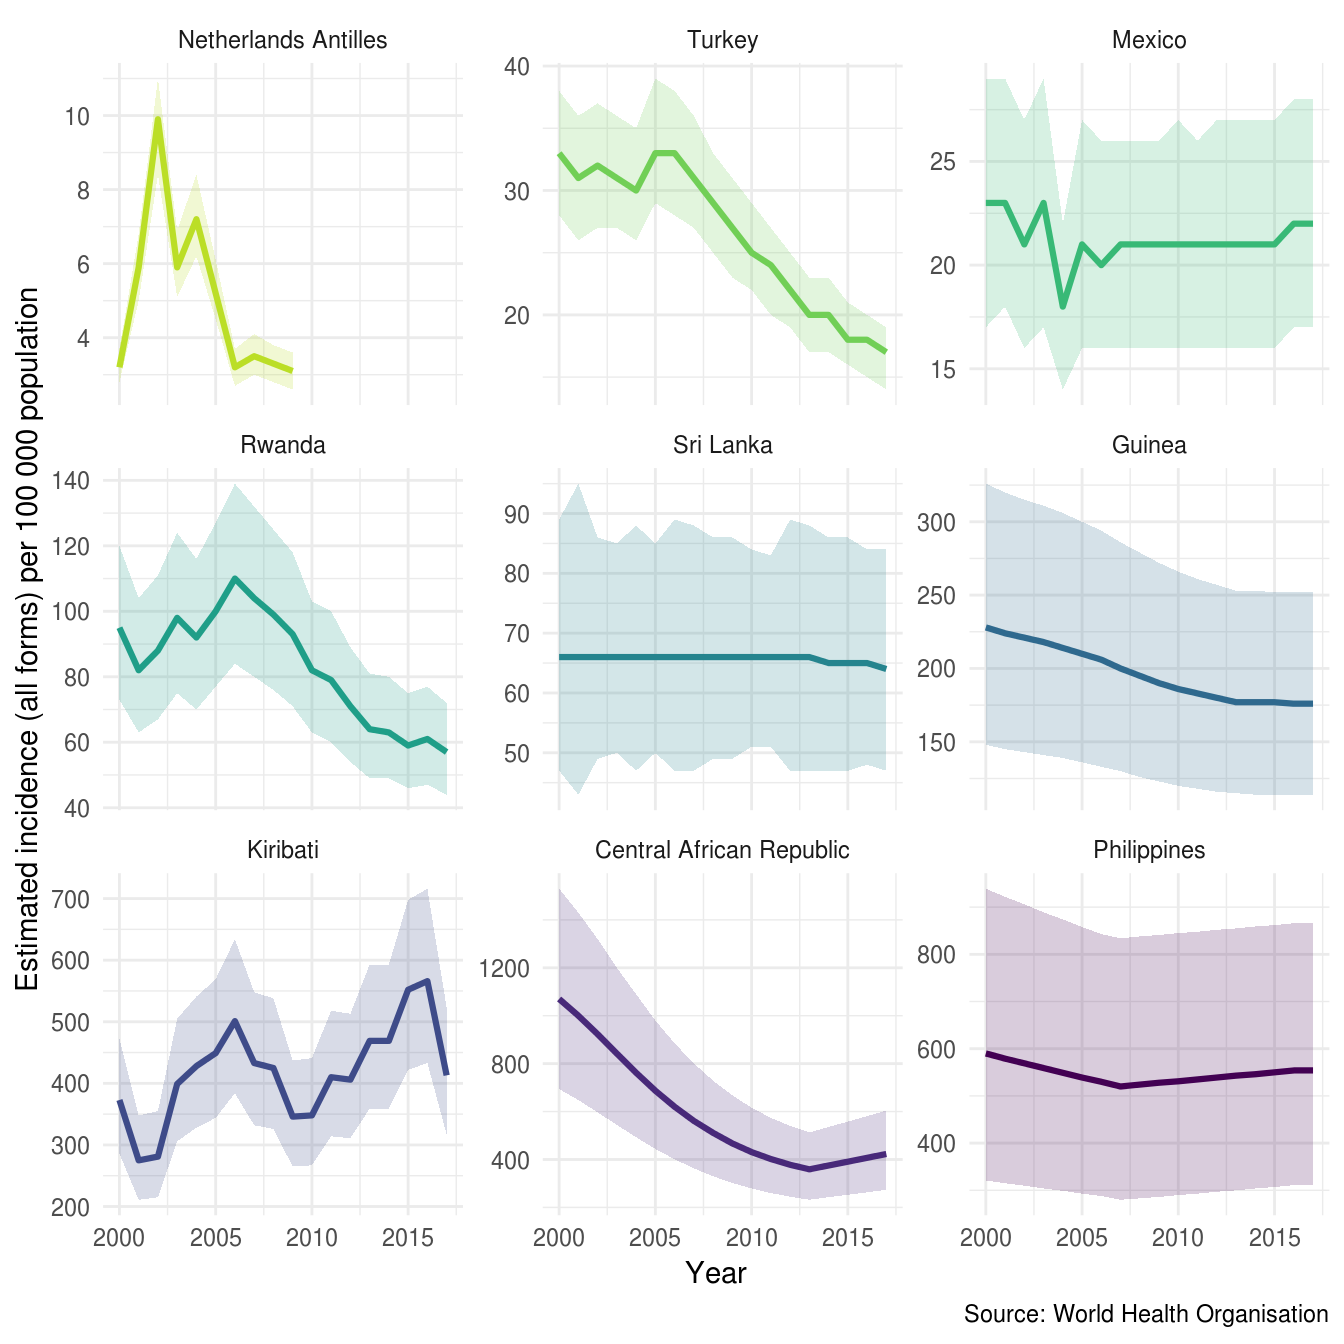 Netherlands Antilles
Turkey
Mexico
10
8
6
4
40
30
20
25
20
15
Rwanda
Sri Lanka
Guinea
140
120
100
80
60
40
90
80
70
60
50
300
250
200
150
Kiribati
Central African Republic
Philippines
700
600
500
400
300
200
1200
800
400
800
600
400
2000 2005 2010 2015
2000 2005 2010 2015
2000 2005 2010 2015
Estimated incidence (all forms) per 100 000 population
Year
Source: World Health Organisation